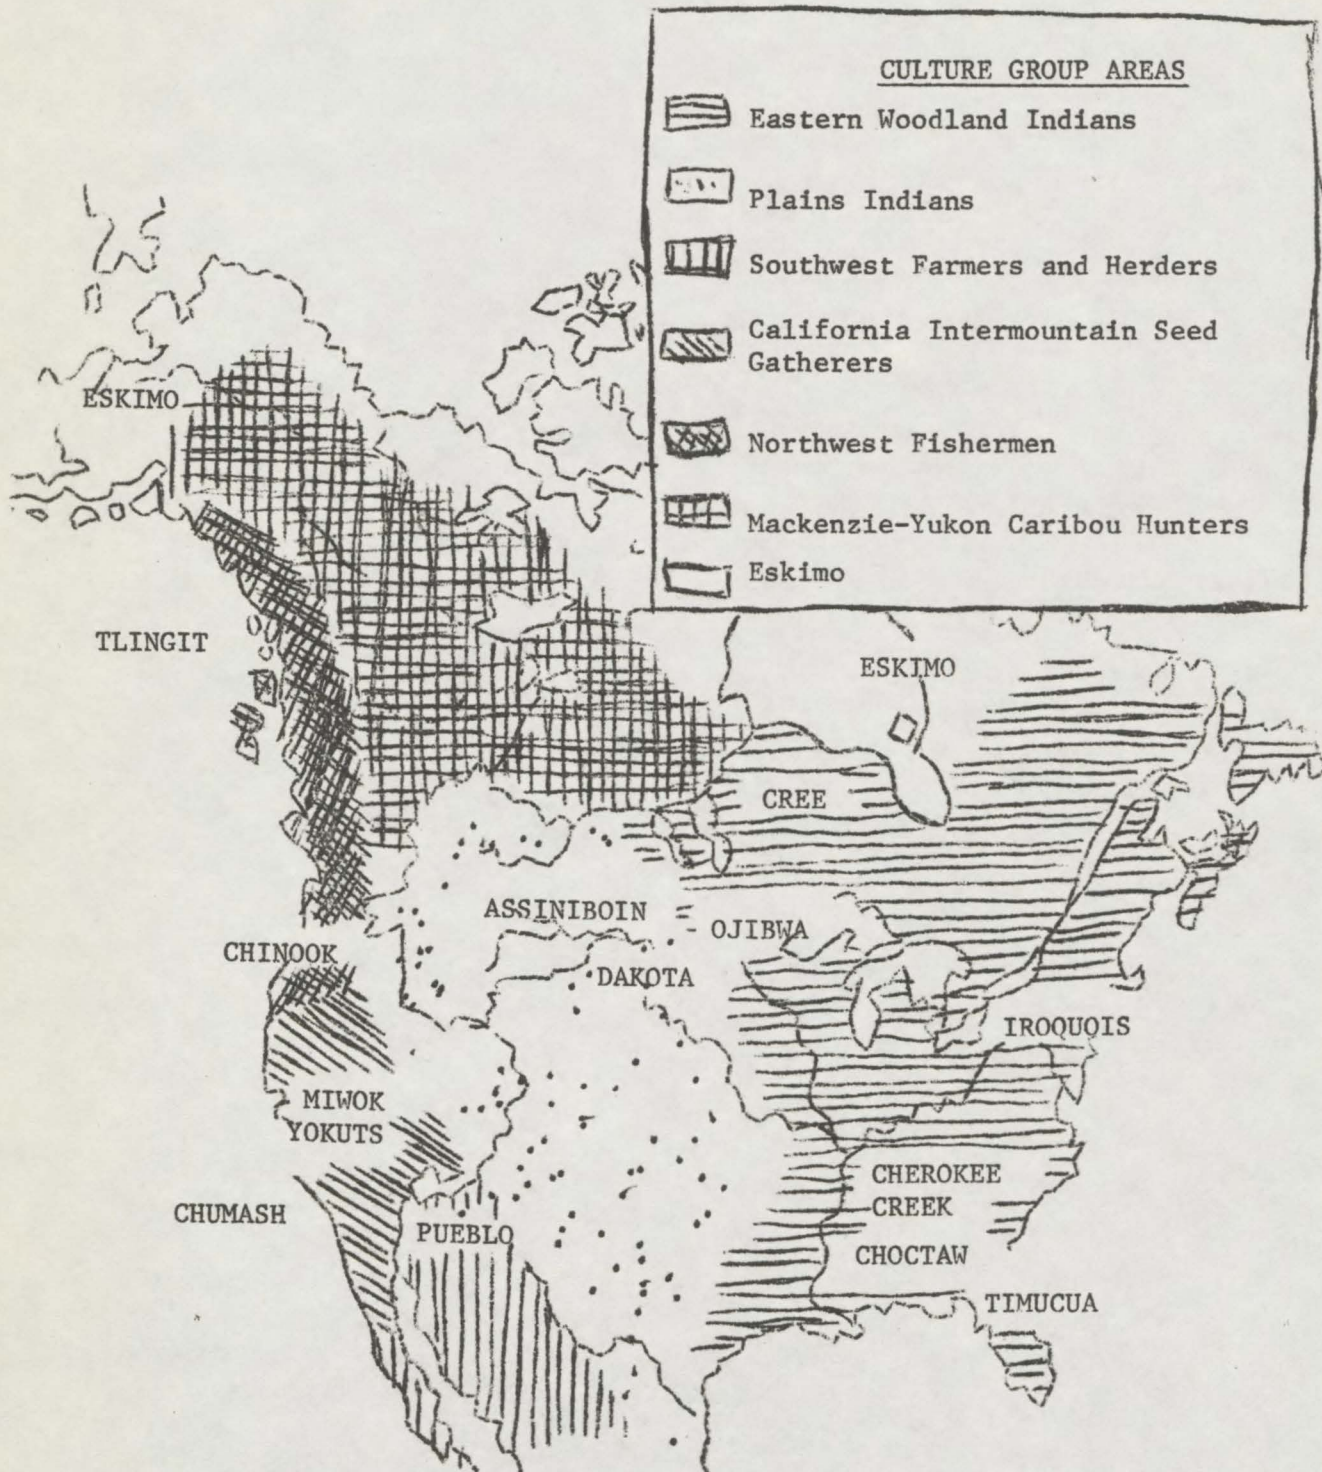 CULTURE GROUP AREAS
Eastern Woodland Indians
Plains Indians
Southwest Farmers and Herders
California Intermountain Seed
Gatherers
Northwest Fishermen
Mackenzie-Yukon Caribou Hunters
Eskimo
ESKIMO
TLINGIT
ESKIMO
CREE
ASSINIBOIN
OJIBWA
CHINOOK
DAKOTA
IROQUOIS
MIWOK
YOKUTS
CHEROKEE
CREEK
CHUMASH
PUEBLO
CHOCTAW
TIMUCUA